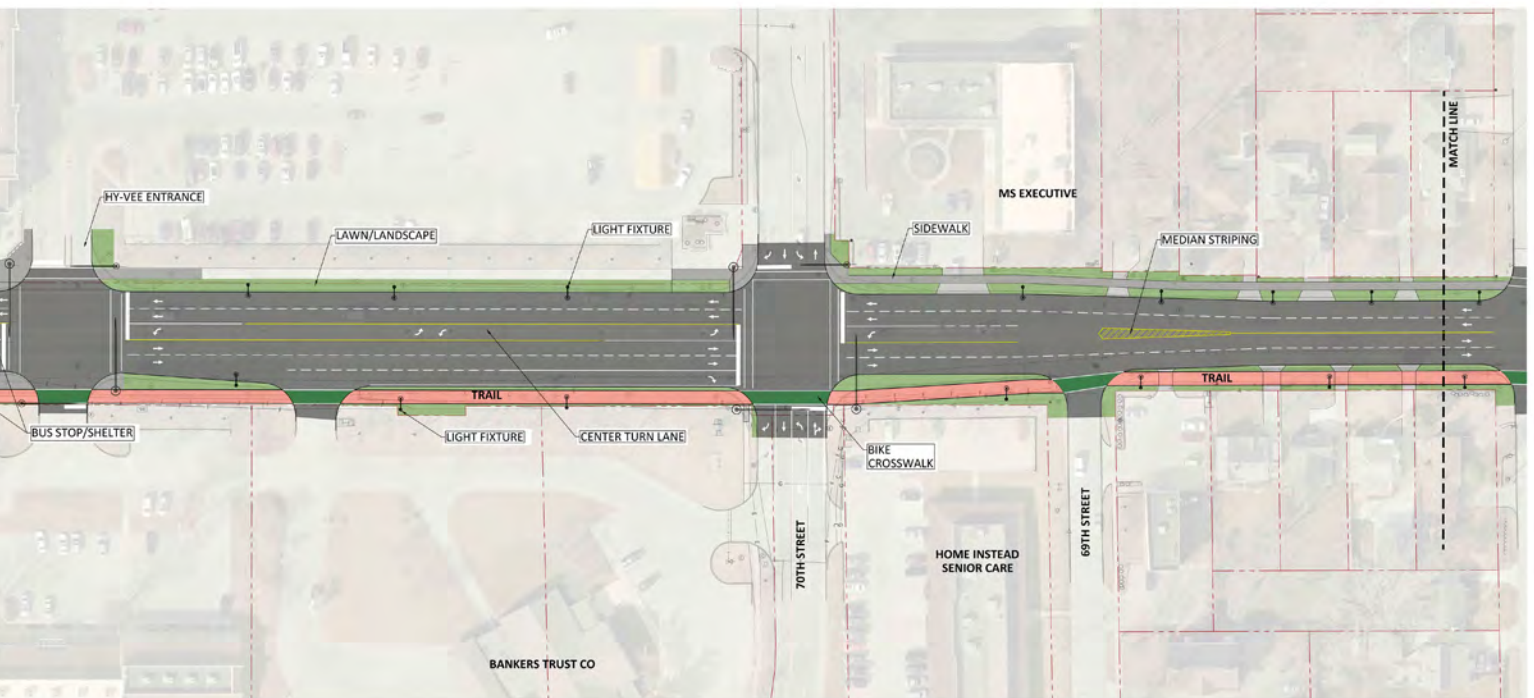 MATCH LINE
HY-VEE ENTRANCE
MS EXECUTIVE
LAWN/LANDSCAPE
LIGHT FIXTURE
SIDEWALK
MEDIAN STRIPING
TRAIL
TRAIL
BUS STOP/SHELTER
LIGHT FIXTURE
CENTER TURN LANE
BIKE
CROSSWALK
70TH STREET
69TH STREET
HOME INSTEAD
SENIOR CARE
BANKERS TRUST CO